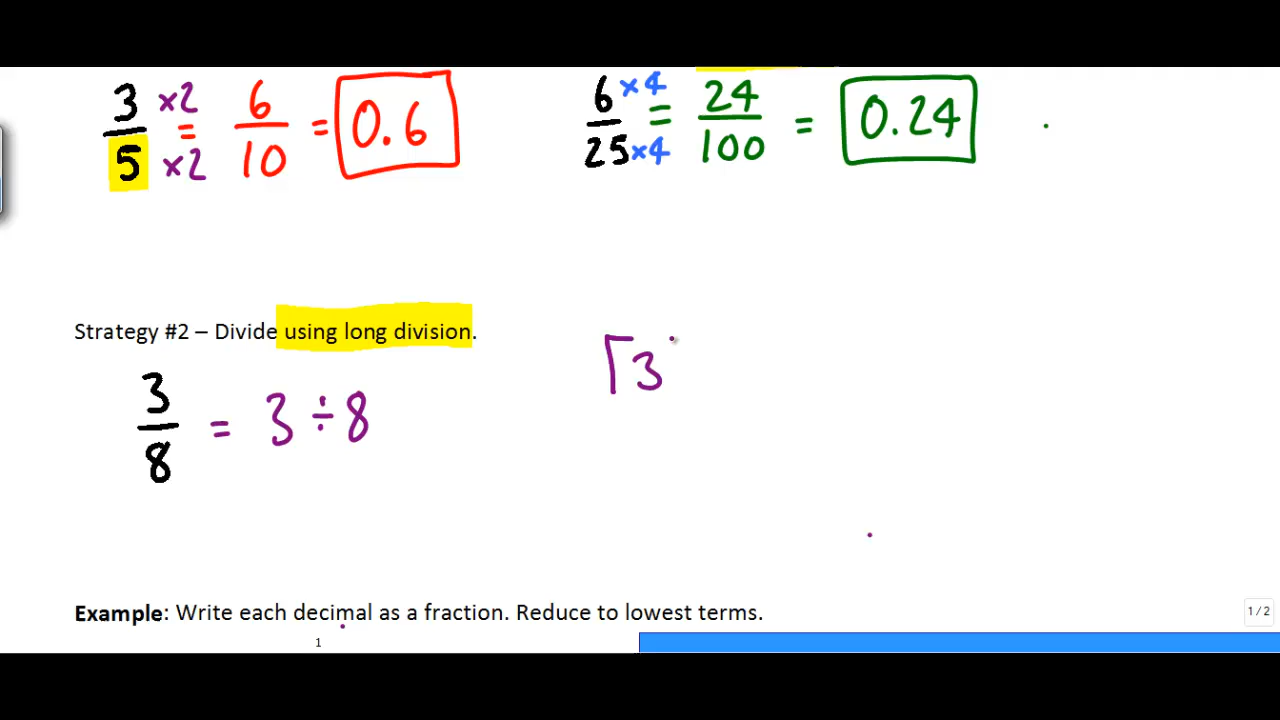 3/5 ×2/×2 = 6/10 = 0.6
6/25 ×4/×4 = 24/100 = 0.24
Strategy #2 – Divide using long division.
3/8 = 3 ÷ 8
3
Example: Write each decimal as a fraction. Reduce to lowest terms.
1
1 / 2